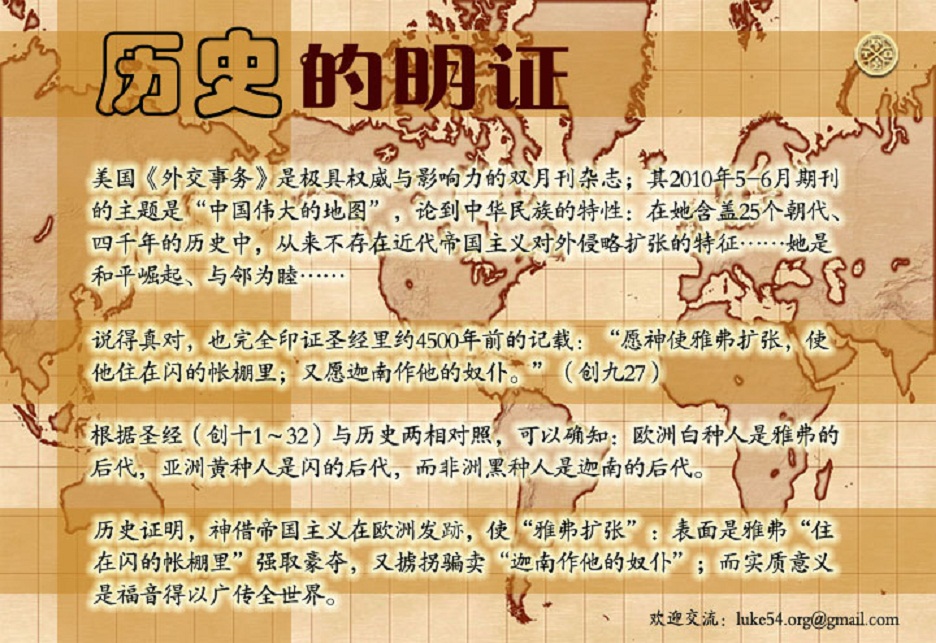 历史的明证
美国《外交事务》是极具权威与影响力的双月刊杂志；其2010年5-6月期刊
的主题是“中国伟大的地图”，论到中华民族的特性：在她含盖25个朝代、
四千年的历史中，从来不存在近代帝国主义对外侵略扩张的特征……她是
和平崛起、与邻为睦……
说得真对，也完全印证圣经里约4500年前的记载：“愿神使雅弗扩张，使
他住在闪的帐棚里；又愿迦南作他的奴仆。”（创九27）
根据圣经（创十1～32）与历史两相对照，可以确知：欧洲白种人是雅弗的
后代，亚洲黄种人是闪的后代，而非洲黑种人是迦南的后代。
历史证明，神借帝国主义在欧洲发跡，使“雅弗扩张”：表面是雅弗“住
在闪的帐棚里”强取豪夺，又掳拐骗卖“迦南作他的奴仆”；而实质意义
是福音得以广传全世界。
欢迎交流：luke54.org@gmail.com